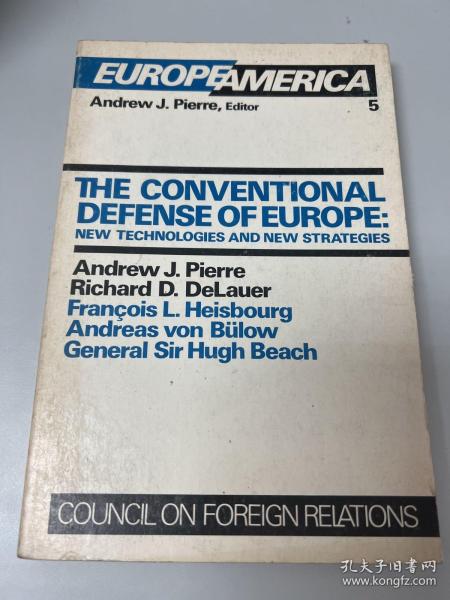 EUROPEAMERICA
Andrew J. Pierre, Editor 5
THE CONVENTIONAL
DEFENSE OF EUROPE:
NEW TECHNOLOGIES AND NEW STRATEGIES
Andrew J. Pierre
Richard D. DeLauer
François L. Heisbourg
Andreas von Bülow
General Sir Hugh Beach
COUNCIL ON FOREIGN RELATIONS
孔夫子旧书网
www.kongfz.com